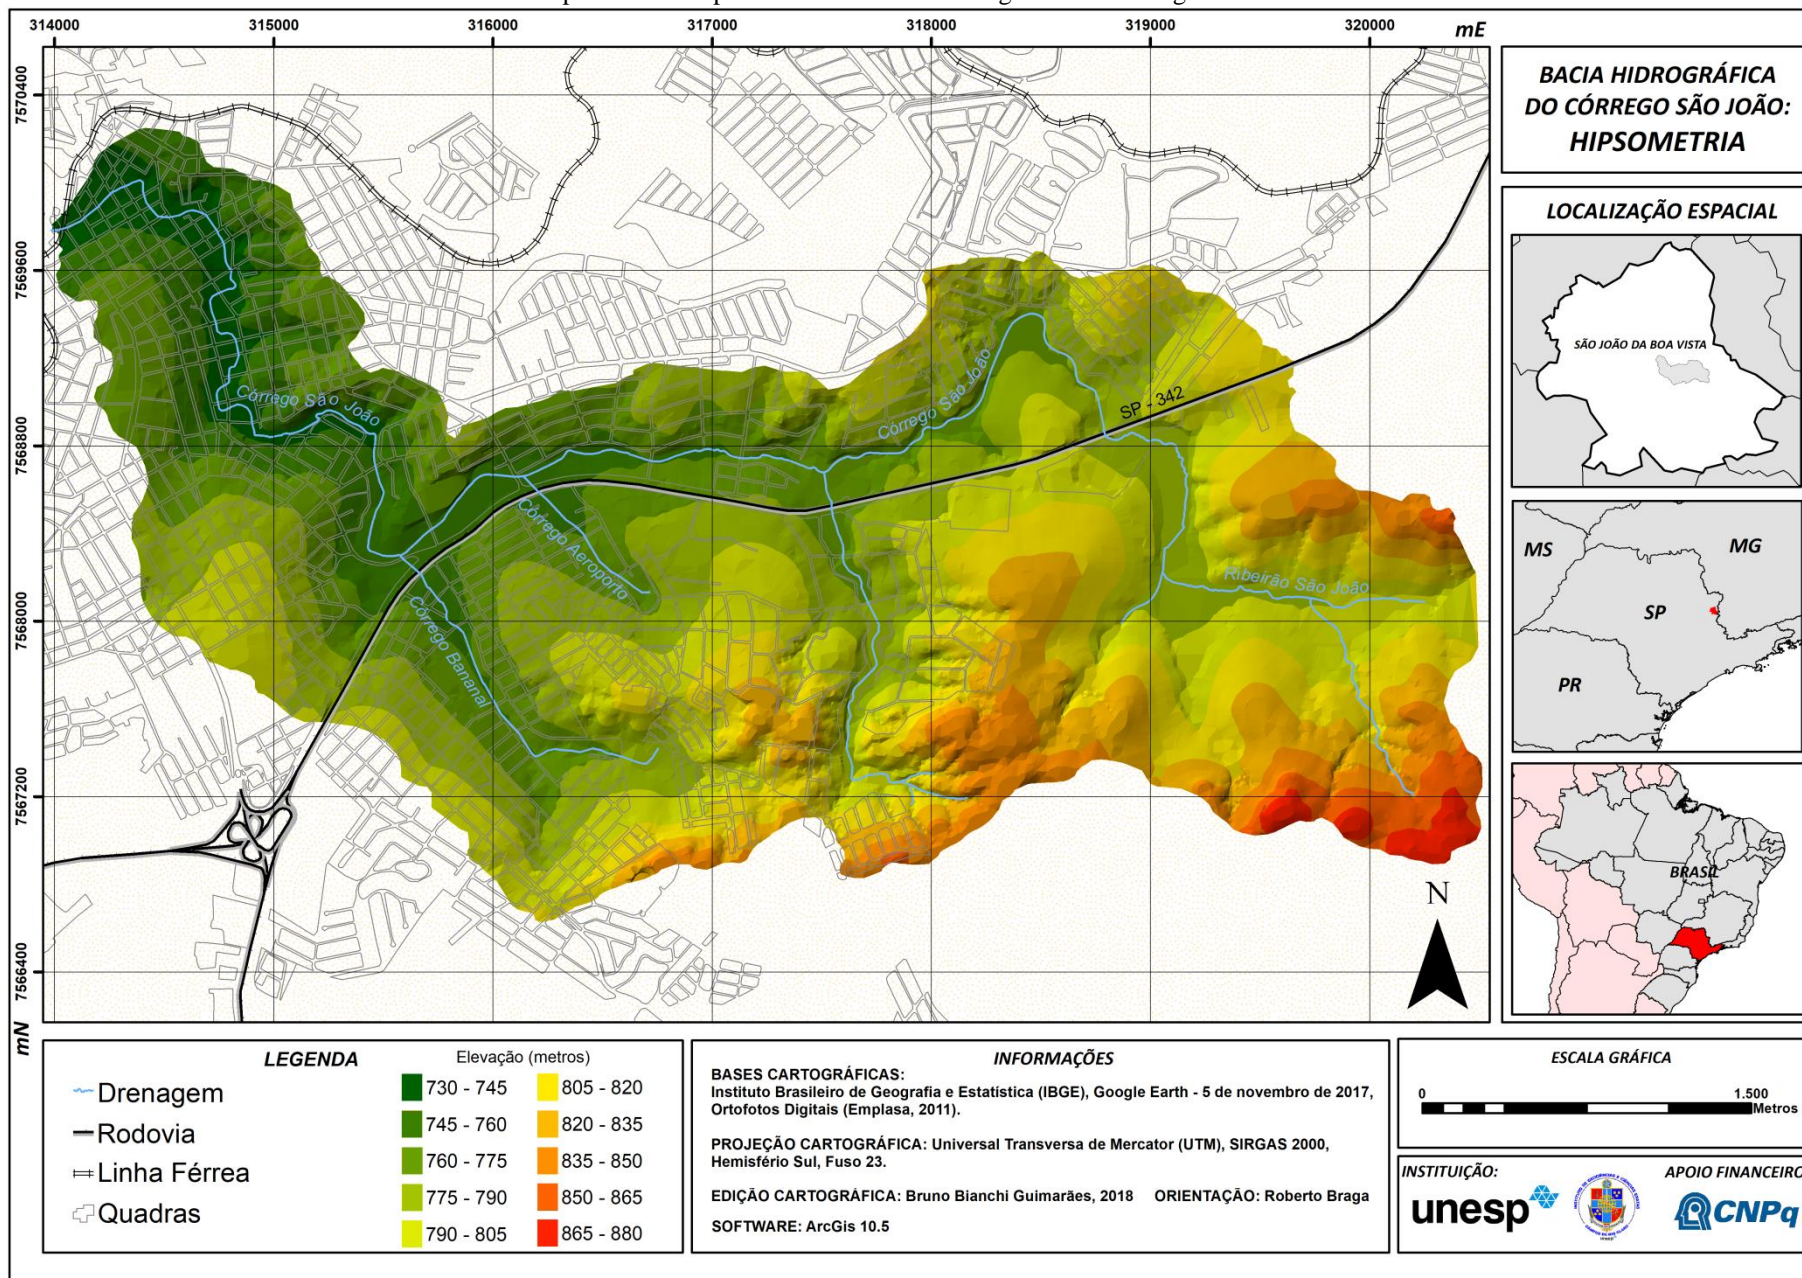 314000 315000 316000 317000 318000 319000 320000 mE
7570400
7569600
7568800
7568000
7567200
7566400
mN
Córrego São João
Córrego São João
SP - 342
Córrego Aeroporto
Córrego Bananal
Ribeirão São João
N
BACIA HIDROGRÁFICA
DO CÓRREGO SÃO JOÃO:
HIPSOMETRIA
LOCALIZAÇÃO ESPACIAL
SÃO JOÃO DA BOA VISTA
MS
MG
SP
PR
BRASIL
LEGENDA
Drenagem
Rodovia
Linha Férrea
Quadras
Elevação (metros)
730 - 745
745 - 760
760 - 775
775 - 790
790 - 805
805 - 820
820 - 835
835 - 850
850 - 865
865 - 880
INFORMAÇÕES
BASES CARTOGRÁFICAS:
Instituto Brasileiro de Geografia e Estatística (IBGE), Google Earth - 5 de novembro de 2017,
Ortofotos Digitais (Emplasa, 2011).
PROJEÇÃO CARTOGRÁFICA: Universal Transversa de Mercator (UTM), SIRGAS 2000,
Hemisfério Sul, Fuso 23.
EDIÇÃO CARTOGRÁFICA: Bruno Bianchi Guimarães, 2018 ORIENTAÇÃO: Roberto Braga
SOFTWARE: ArcGis 10.5
ESCALA GRÁFICA
0 1.500
Metros
INSTITUIÇÃO:
unesp
APOIO FINANCEIRO
CNPq